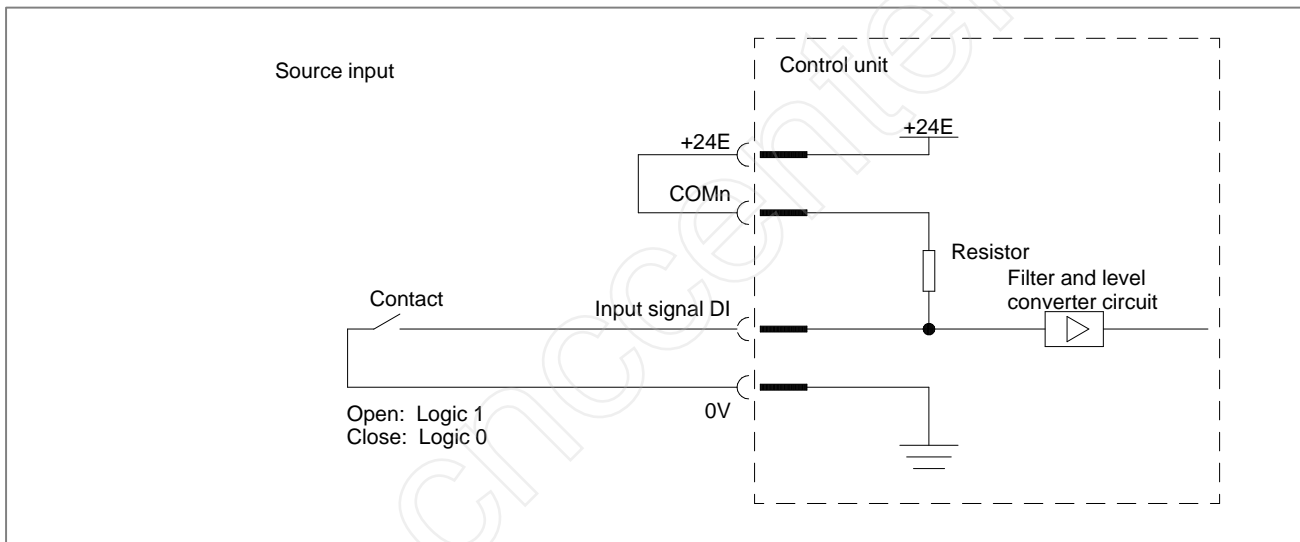 Source input
Control unit
+24E
+24E
COMn
Resistor
Filter and level
converter circuit
Contact
Input signal DI
0V
Open: Logic 1
Close: Logic 0
cnccenter